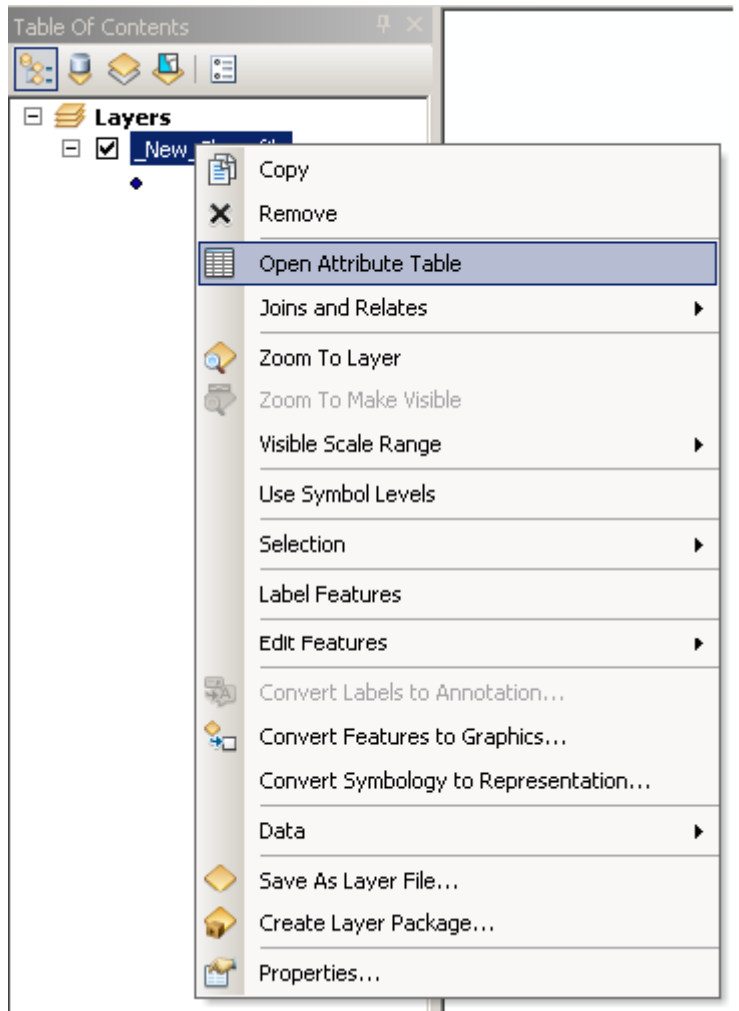 Table Of Contents
Layers
_New_
Copy
Remove
Open Attribute Table
Joins and Relates
Zoom To Layer
Zoom To Make Visible
Visible Scale Range
Use Symbol Levels
Selection
Label Features
Edit Features
Convert Labels to Annotation...
Convert Features to Graphics...
Convert Symbology to Representation...
Data
Save As Layer File...
Create Layer Package...
Properties...